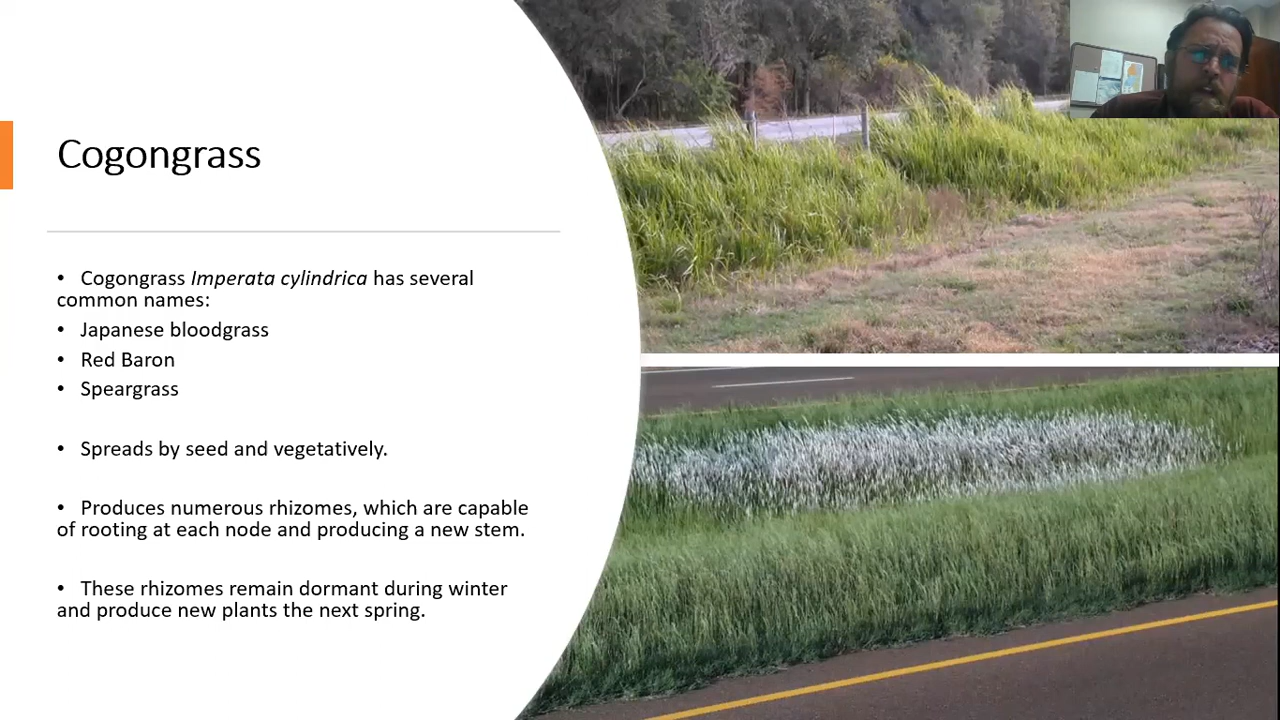 Cogongrass
• Cogongrass Imperata cylindrica has several
common names:
• Japanese bloodgrass
• Red Baron
• Speargrass
• Spreads by seed and vegetatively.
• Produces numerous rhizomes, which are capable
of rooting at each node and producing a new stem.
• These rhizomes remain dormant during winter
and produce new plants the next spring.